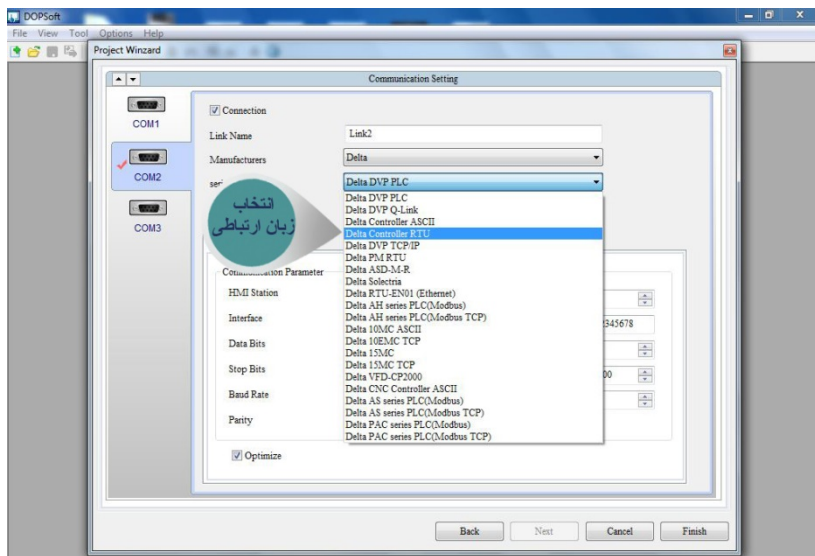 DOPSoft
File View Tool Options Help
Project Winzard
Communication Setting
COM1
COM2
COM3
Connection
Link Name Link2
Manufacturers Delta
Delta DVP PLC
انتخاب
زبان ارتباطی
Delta DVP PLC
Delta DVP Q-Link
Delta Controller ASCII
Delta Controller RTU
Delta DVP TCP/IP
Delta PM RTU
Delta ASD-M-R
Delta Solectria
Delta RTU-EN01 (Ethernet)
Delta AH series PLC(Modbus)
Delta AH series PLC(Modbus TCP)
Delta 10MC ASCII
Delta 10EMC TCP
Delta 15MC
Delta 15MC TCP
Delta VFD-CP2000
Delta CNC Controller ASCII
Delta AS series PLC(Modbus)
Delta AS series PLC(Modbus TCP)
Delta PAC series PLC(Modbus)
Delta PAC series PLC(Modbus TCP)
Communication Parameter
HMI Station
Interface
2345678
Data Bits
Stop Bits
00
Baud Rate
Parity
Optimize
Back Next Cancel Finish